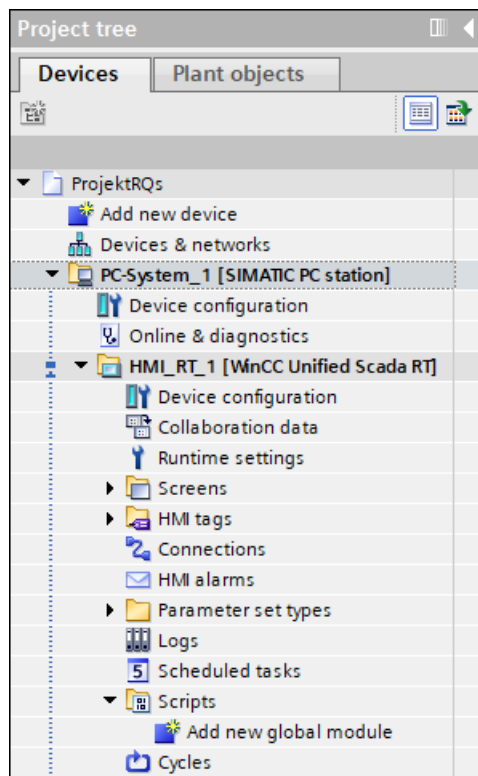 Project tree
Devices
Plant objects
ProjektRQs
Add new device
Devices & networks
PC-System_1 [SIMATIC PC station]
Device configuration
Online & diagnostics
HMI_RT_1 [WinCC Unified Scada RT]
Device configuration
Collaboration data
Runtime settings
Screens
HMI tags
Connections
HMI alarms
Parameter set types
Logs
5 Scheduled tasks
Scripts
Add new global module
Cycles